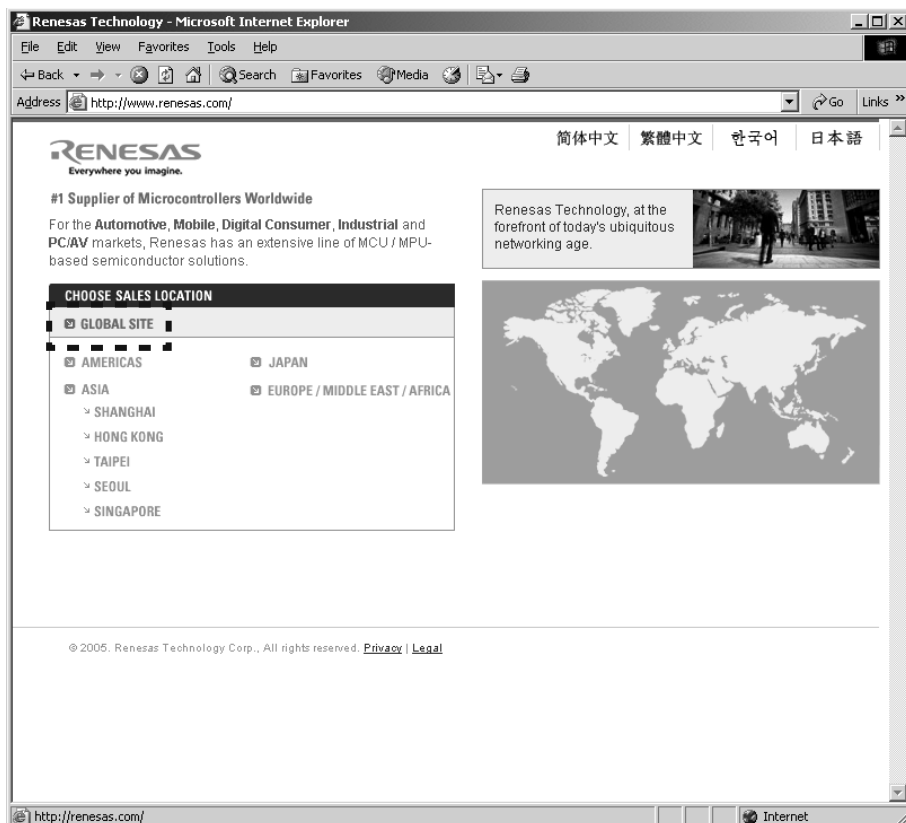 Renesas Technology - Microsoft Internet Explorer
File Edit View Favorites Tools Help
Back Search Favorites Media
Address http://www.renesas.com/ Go Links »
RENESAS
Everywhere you imagine.
简体中文 繁體中文 한국어 日本語
#1 Supplier of Microcontrollers Worldwide
For the Automotive, Mobile, Digital Consumer, Industrial and
PC/AV markets, Renesas has an extensive line of MCU / MPU-
based semiconductor solutions.
Renesas Technology, at the
forefront of today's ubiquitous
networking age.
CHOOSE SALES LOCATION
GLOBAL SITE
AMERICAS
JAPAN
ASIA
EUROPE / MIDDLE EAST / AFRICA
SHANGHAI
HONG KONG
TAIPEI
SEOUL
SINGAPORE
© 2005. Renesas Technology Corp., All rights reserved. Privacy | Legal
http://renesas.com/ Internet